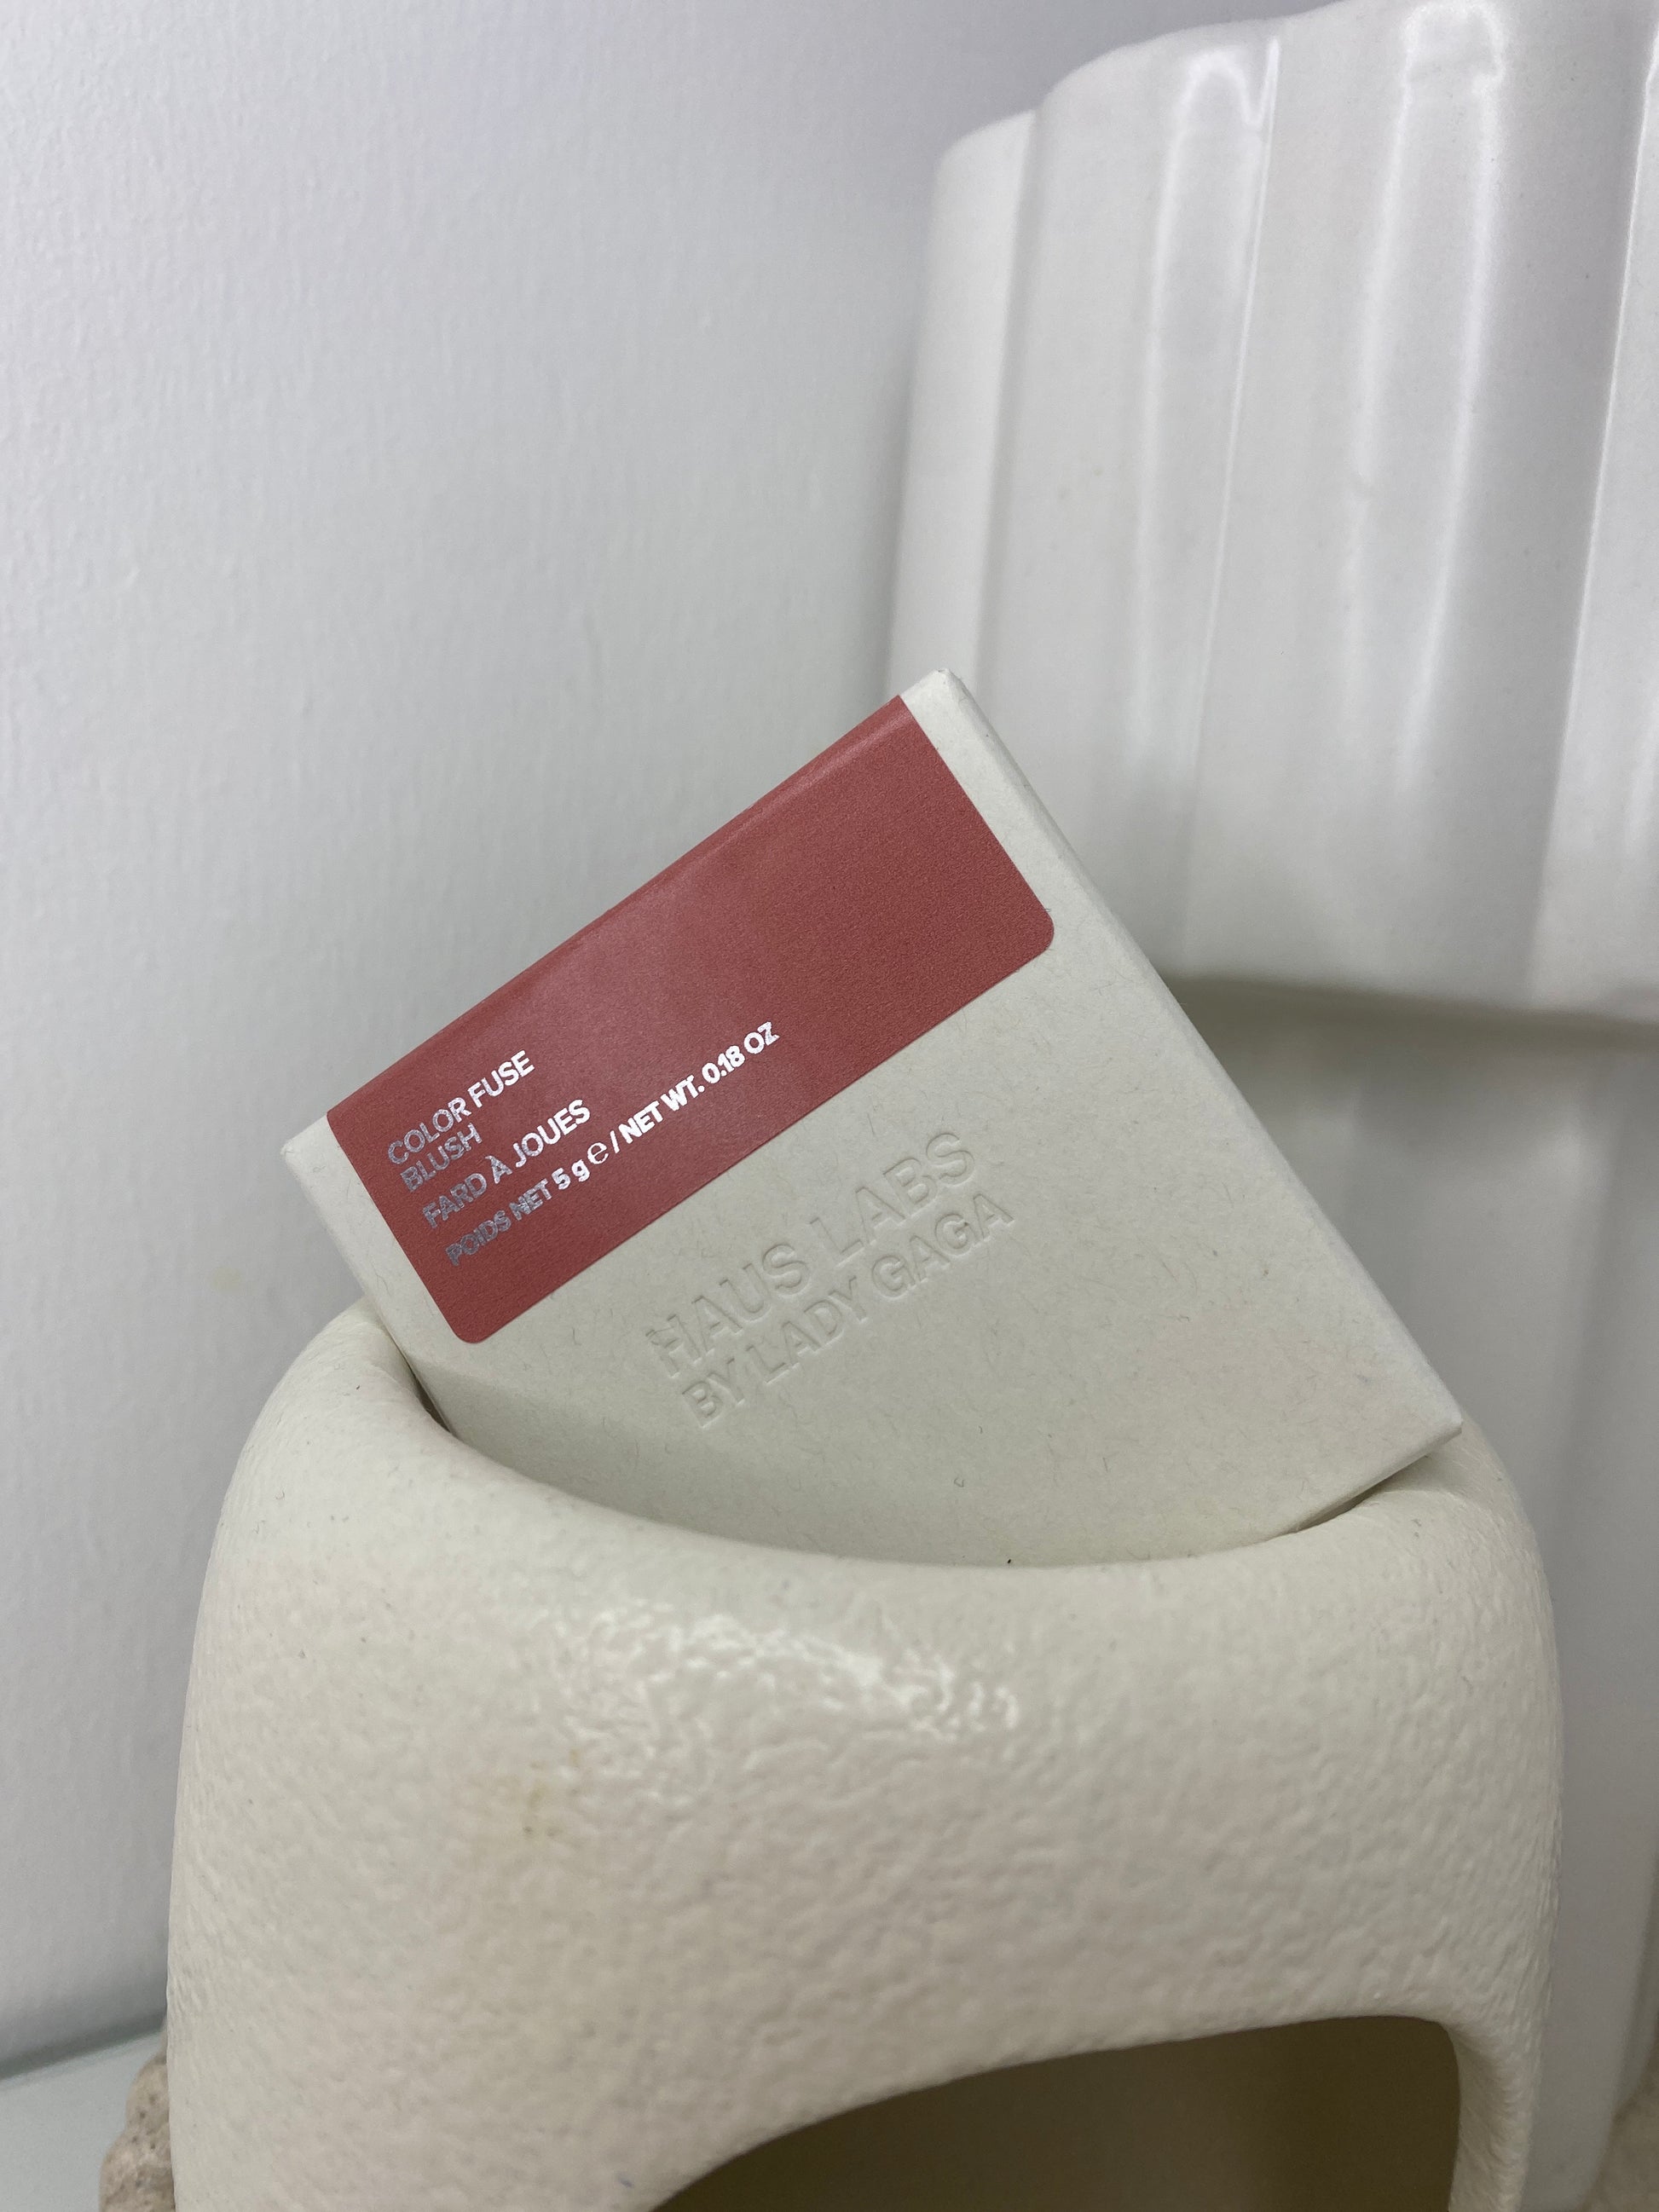 COLOR FUSE
BLUSH
FARD À JOUES
POIDS NET 5 g ℮ / NET WT. 0.18 OZ
HAUS LABS
BY LADY GAGA